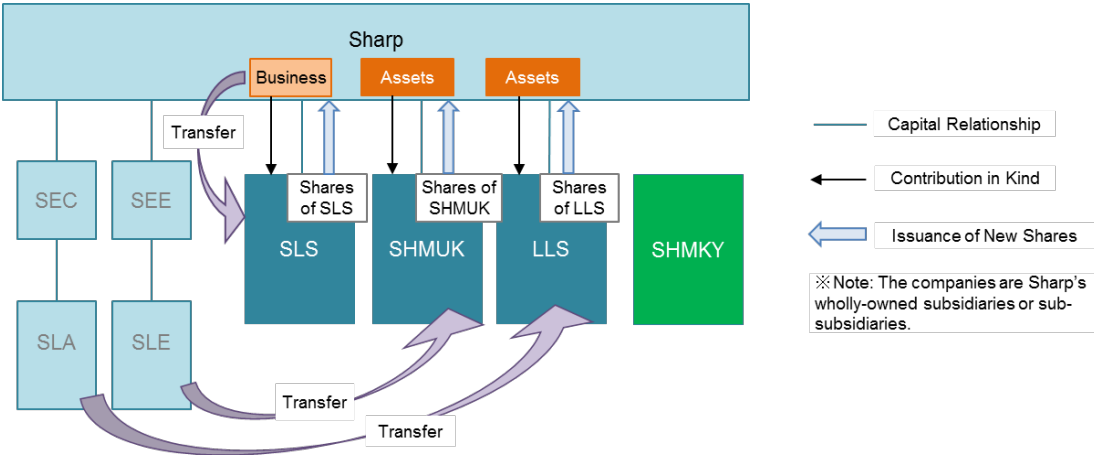 Sharp
Business
Assets
Assets
Transfer
Capital Relationship
SEC
SEE
Shares
of SLS
Shares of
SHMUK
Shares
of LLS
Contribution in Kind
SLS
SHMUK
LLS
SHMKY
Issuance of New Shares
※Note: The companies are Sharp's
wholly-owned subsidiaries or sub-
subsidiaries.
SLA
SLE
Transfer
Transfer